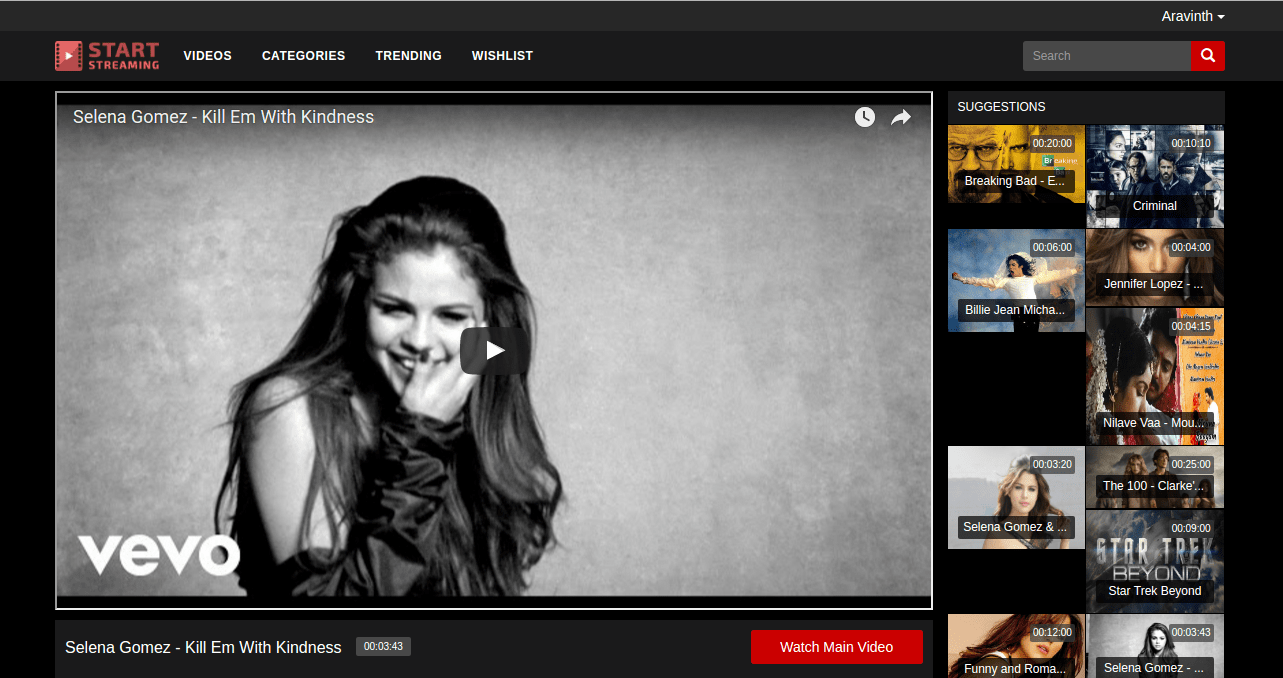 Aravinth
START
STREAMING
VIDEOS CATEGORIES TRENDING WISHLIST
Search
Selena Gomez - Kill Em With Kindness
vevo
Selena Gomez - Kill Em With Kindness 00:03:43
Watch Main Video
SUGGESTIONS
00:20:00
Breaking
Breaking Bad - E...
00:10:10
Criminal
00:06:00
Billie Jean Micha...
00:04:00
Jennifer Lopez - ...
00:04:15
Nilave Vaa - Mou...
00:03:20
Selena Gomez & ...
00:25:00
The 100 - Clarke'...
00:09:00
STAR TREK
BEYOND
Star Trek Beyond
00:12:00
Funny and Roma...
00:03:43
Selena Gomez - ...